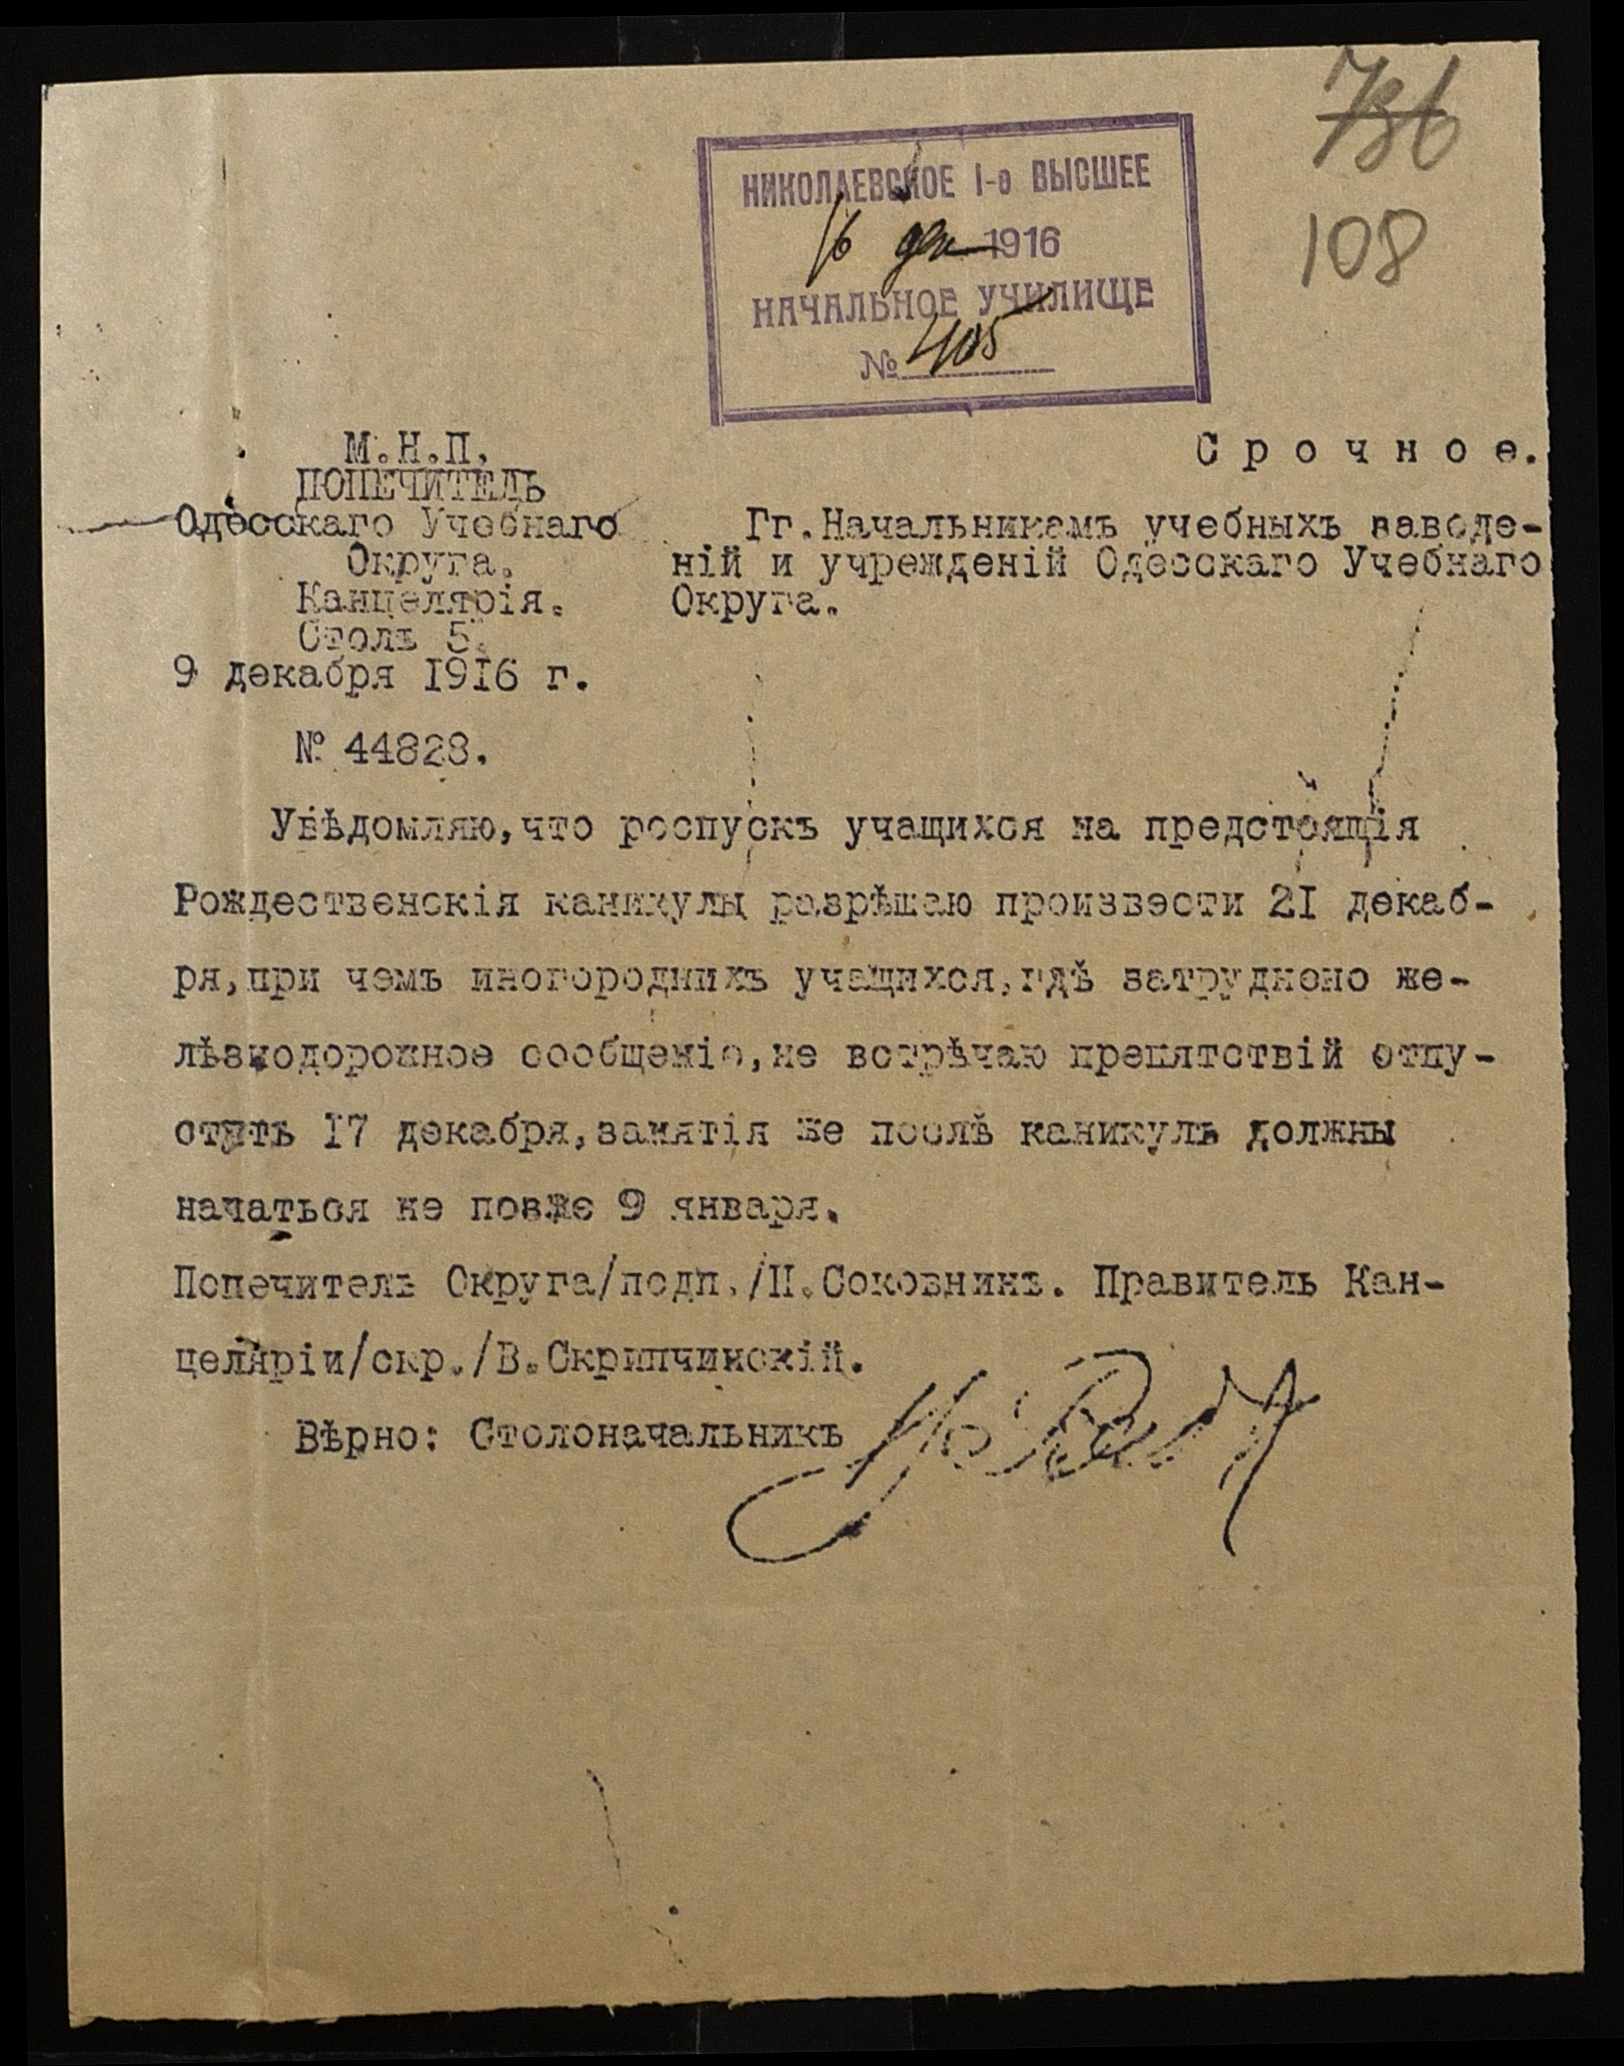 736
108
НИКОЛАЕВСКОЕ 1-е ВЫСШЕЕ
16 дек 1916
НАЧАЛЬНОЕ УЧИЛИЩЕ
№ 405
М.Н.П.
ПОПЕЧИТЕЛЬ
Одесскаго Учебнаго
Округа.
Канцелярія.
Столъ 5.
9 декабря 1916 г.
№ 44828.
Срочное.
Гг.Начальникамъ учебныхъ заведе-
ній и учрежденій Одесскаго Учебнаго
Округа.
Увѣдомляю,что роспускъ учащихся на предстоящія
Рождественскія каникулы разрѣшаю произвести 21 декаб-
ря,при чемъ иногороднихъ учащихся,гдѣ затруднено же-
лѣзнодорожное сообщеніе,не встрѣчаю препятствій отпу-
стить 17 декабря,занятія же послѣ каникулъ должны
начаться не позже 9 января.
Попечитель Округа/подп./Н.Соковнинъ. Правитель Кан-
целяріи/скр./В.Скрипчинскій.
Вѣрно: Столоначальникъ